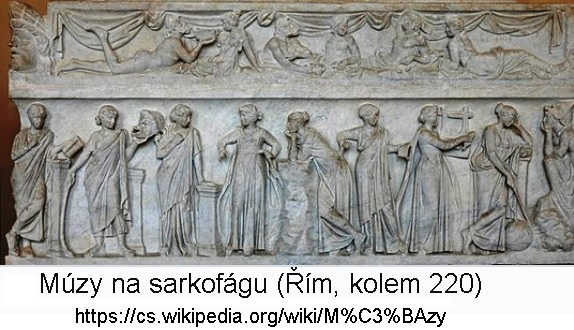 Múzy na sarkofágu (Řím, kolem 220)
https://cs.wikipedia.org/wiki/M%C3%BAzy